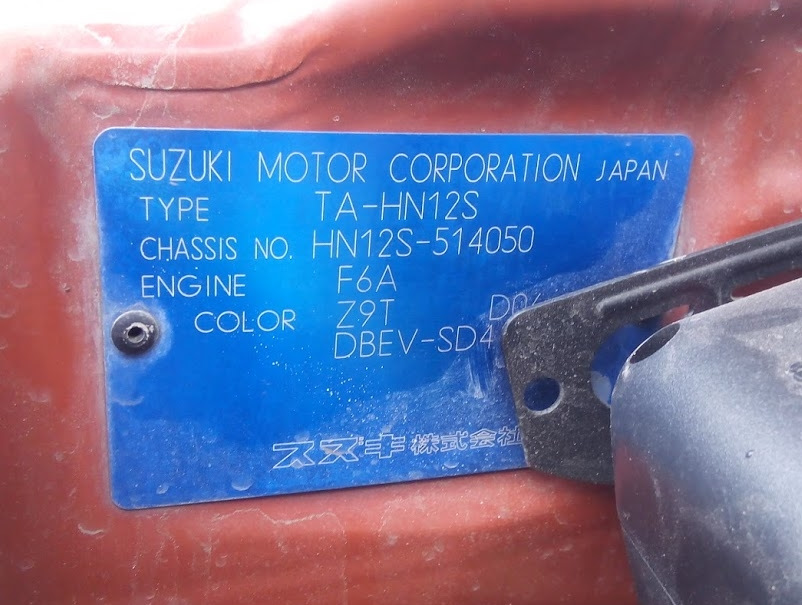 SUZUKI MOTOR CORPORATION JAPAN
TYPE TA-HN12S
CHASSIS NO. HN12S-514050
ENGINE F6A
COLOR Z9T
DBEV-SD4
スズキ株式会社